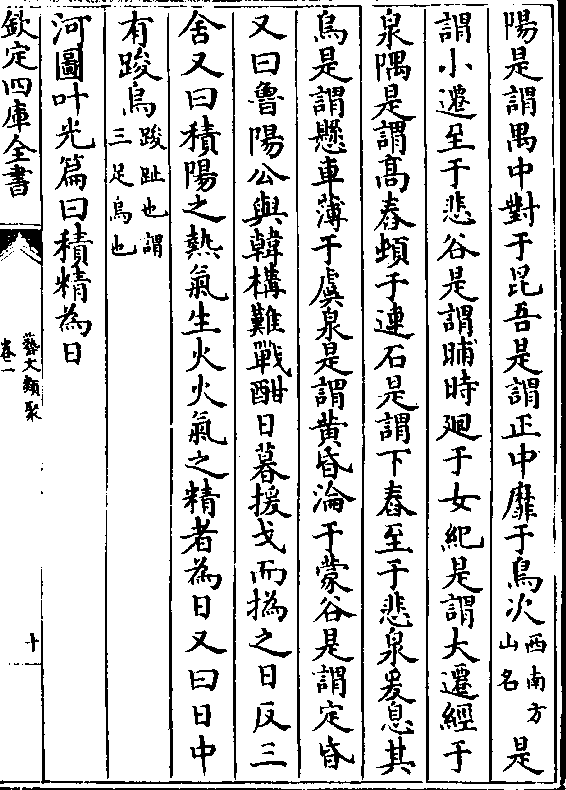 陽是謂禺中對于昆吾是謂正中靡于鳥次西南方山名是
謂小遷至于悲谷是謂晡時廻于女紀是謂大遷經于
泉隅是謂高舂頓于連石是謂下舂至于悲泉爰息其
馬是謂懸車薄于虞泉是謂黄昏淪于蒙谷是謂定昏
又曰魯陽公與韓構難戰酣日暮援戈而撝之日反三
舍又曰積陽之熱氣生火火氣之精者為日又曰日中
有踆烏踆趾也謂三足烏也
河圖叶光篇曰積精為日
欽定四庫全書
藝文類聚
卷一
十